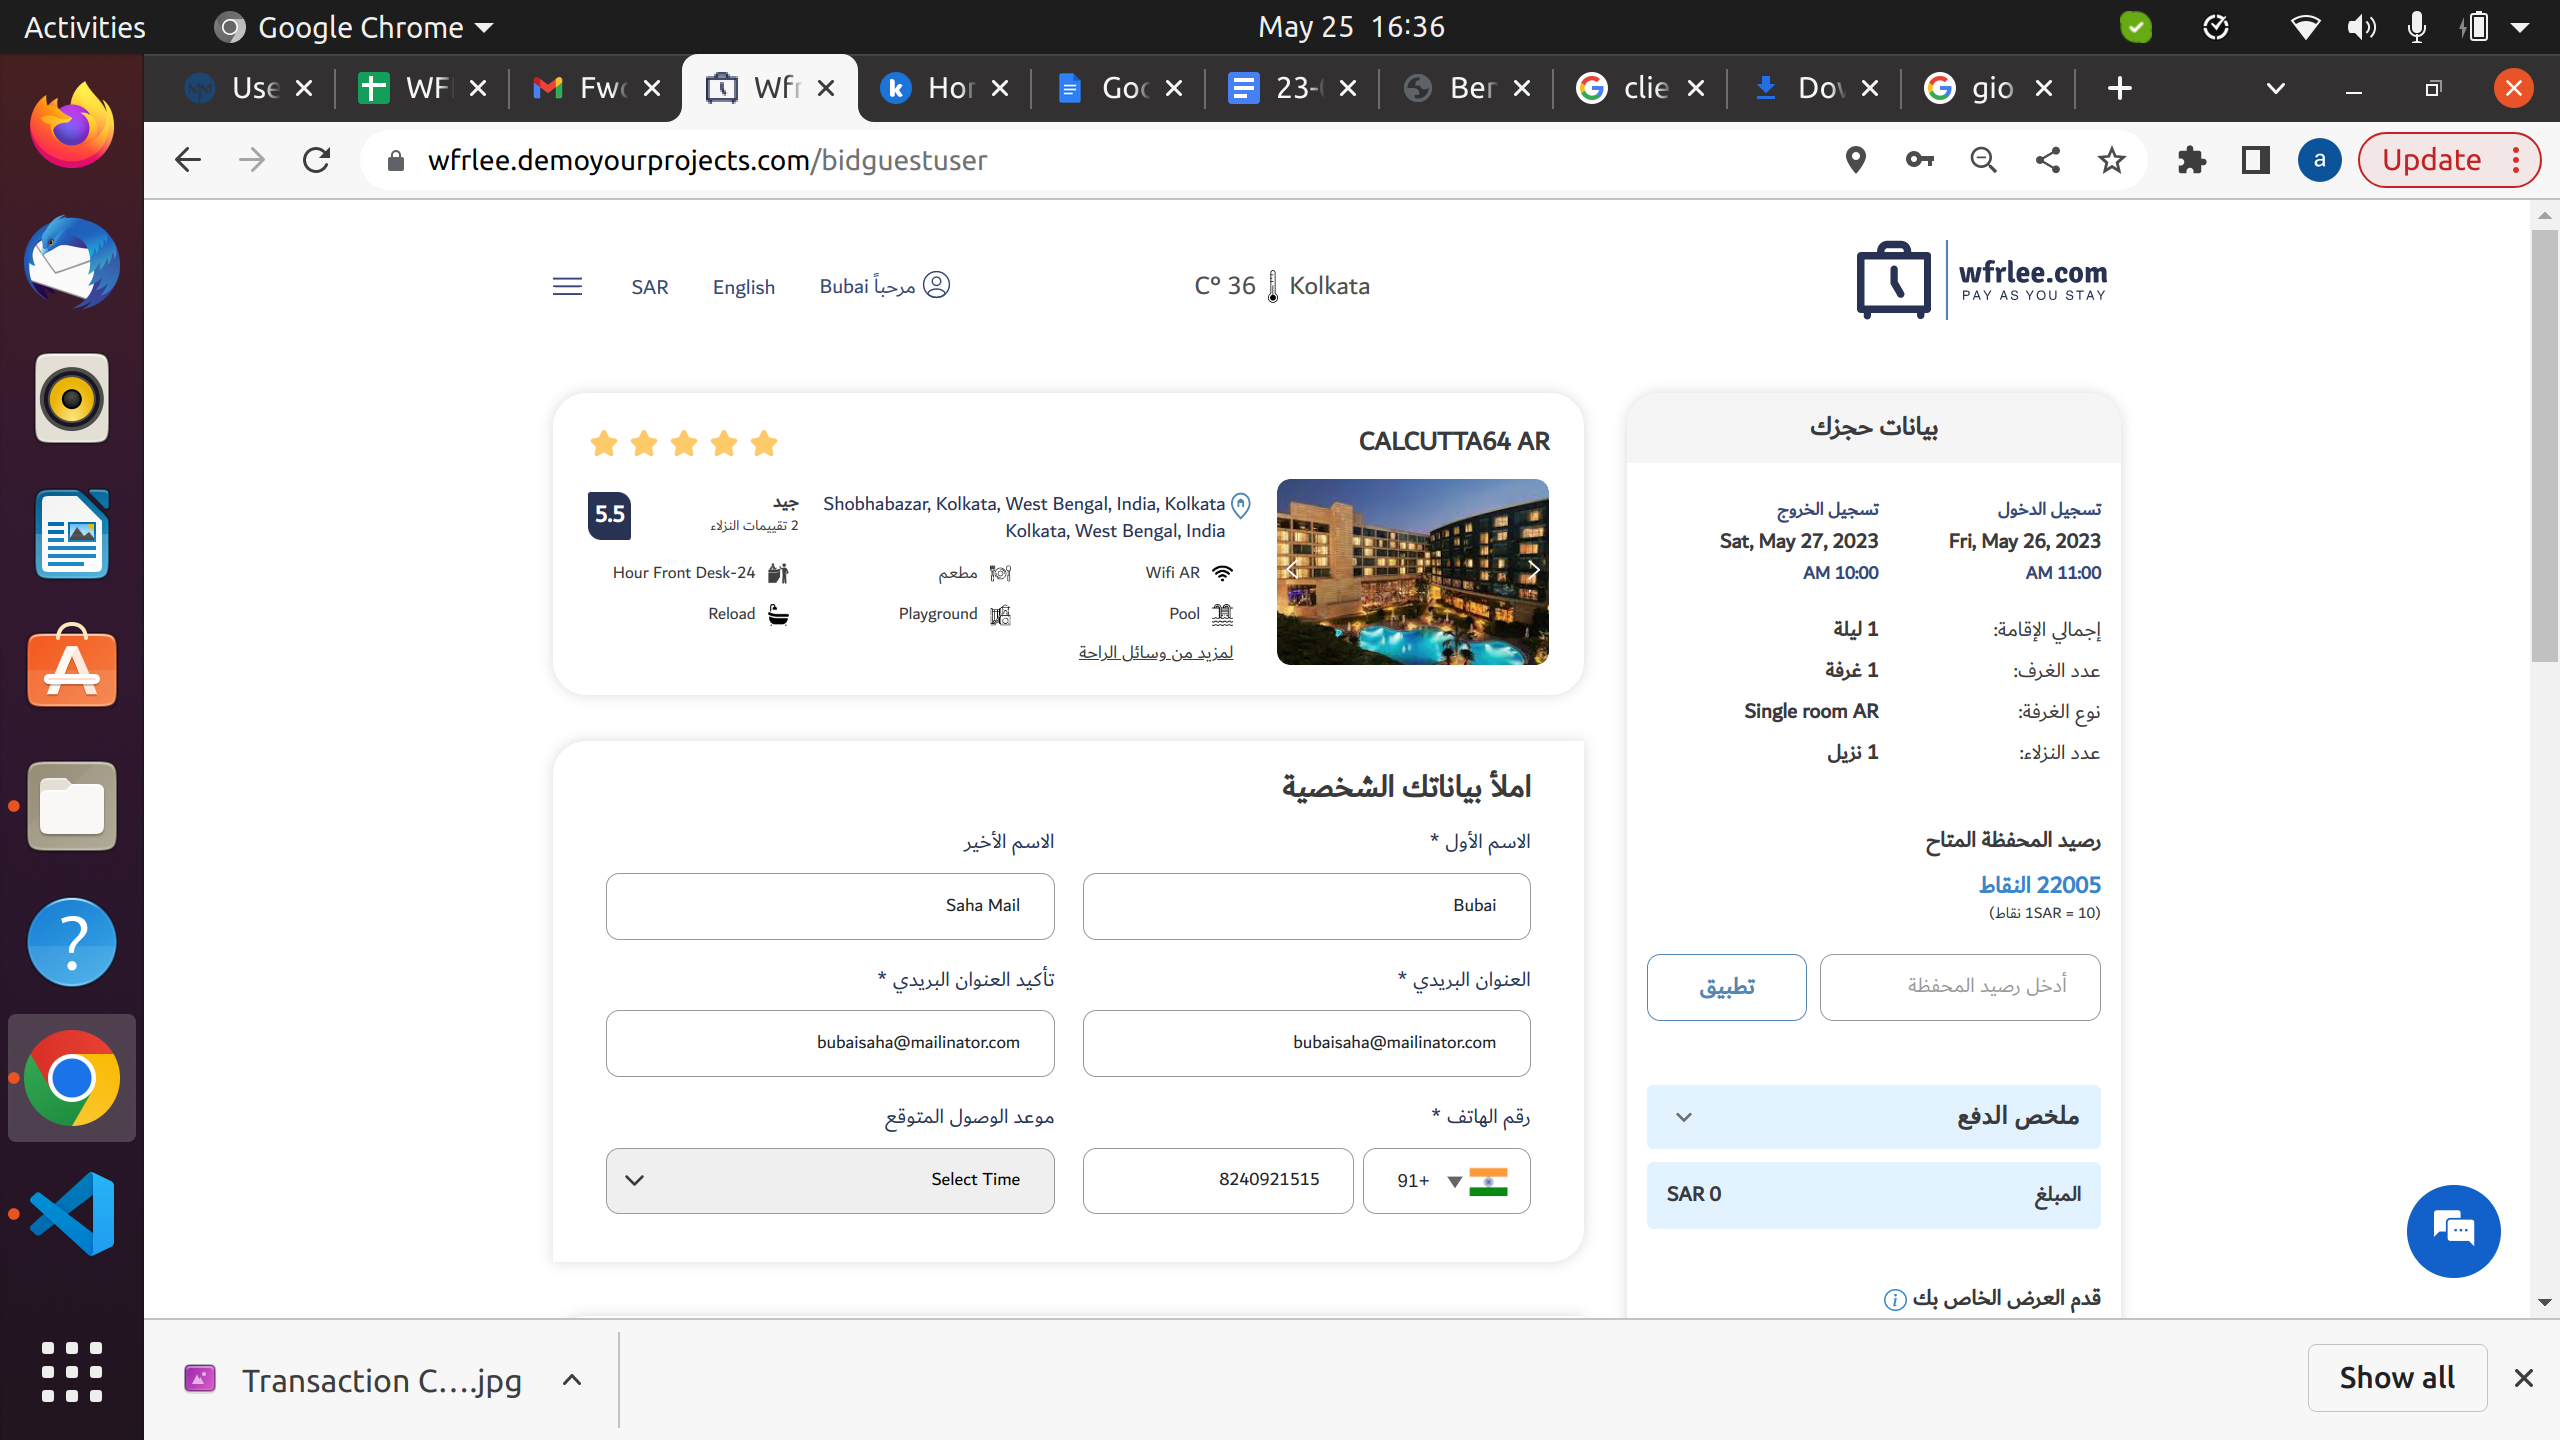 Activities
Google Chrome
May 25 16:36
Use
WF
Fw
Wfr
Hor
Goo
23-
Ber
clie
Dov
gio
wfrlee.demoyourprojects.com/bidguestuser
a
Update
SAR
English
مرحباً Bubai
Kolkata
36 Cº
wfrlee.com
PAY AS YOU STAY
CALCUTTA64 AR
Shobhabazar, Kolkata, West Bengal, India, Kolkata
Kolkata, West Bengal, India
جيد
2 تقييمات النزلاء
5.5
Wifi AR
مطعم
Hour Front Desk-24
Pool
Playground
Reload
لمزيد من وسائل الراحة
املأ بياناتك الشخصية
الاسم الأول *
الاسم الأخير
Bubai
Saha Mail
العنوان البريدي *
تأكيد العنوان البريدي *
bubaisaha@mailinator.com
bubaisaha@mailinator.com
رقم الهاتف *
موعد الوصول المتوقع
91+
8240921515
Select Time
بيانات حجزك
تسجيل الدخول
تسجيل الخروج
Fri, May 26, 2023
Sat, May 27, 2023
AM 11:00
AM 10:00
إجمالي الإقامة:
1 ليلة
عدد الغرف:
1 غرفة
نوع الغرفة:
Single room AR
عدد النزلاء:
1 نزيل
رصيد المحفظة المتاح
22005 النقاط
(1SAR = 10 نقاط)
أدخل رصيد المحفظة
تطبيق
ملخص الدفع
المبلغ
SAR 0
قدم العرض الخاص بك
Transaction C....jpg
Show all